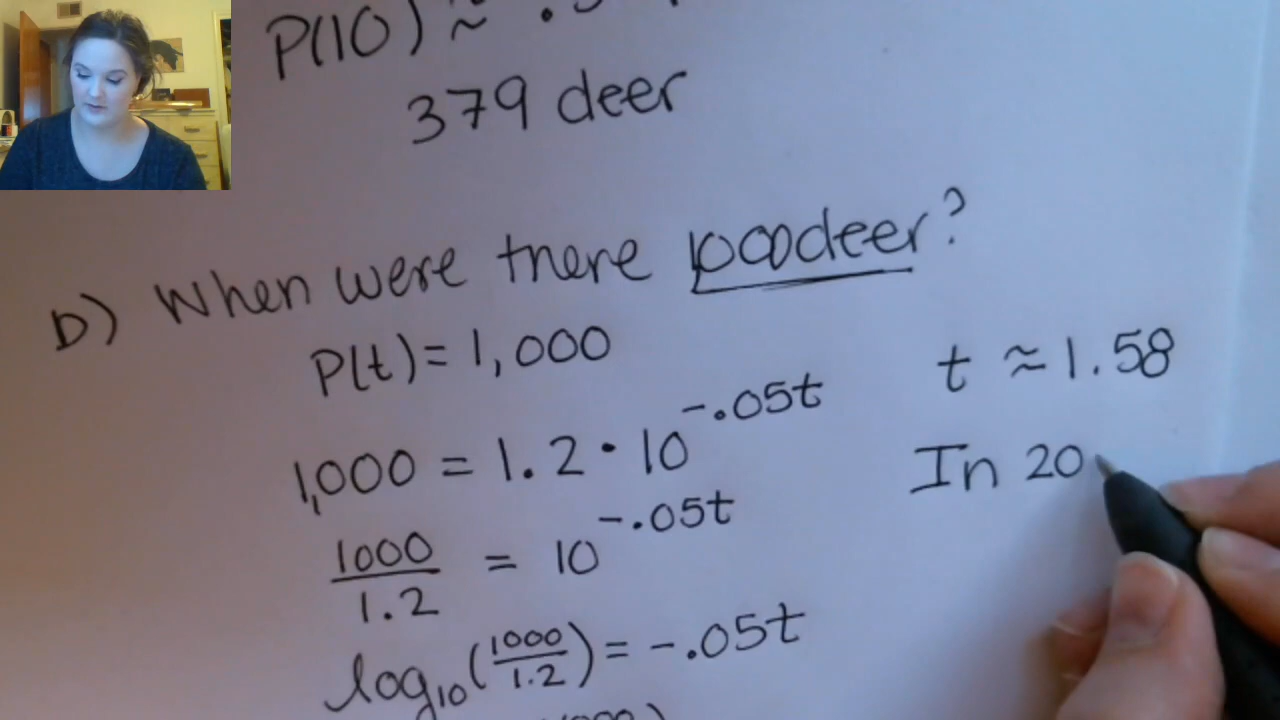 P(10) ≈ .3
379 deer
D) When were there 1000 deer?
P(t) = 1,000
1,000 = 1.2 · 10^-.05t
1000/1.2 = 10^-.05t
log₁₀(1000/1.2) = -.05t
t ≈ 1.58
In 20